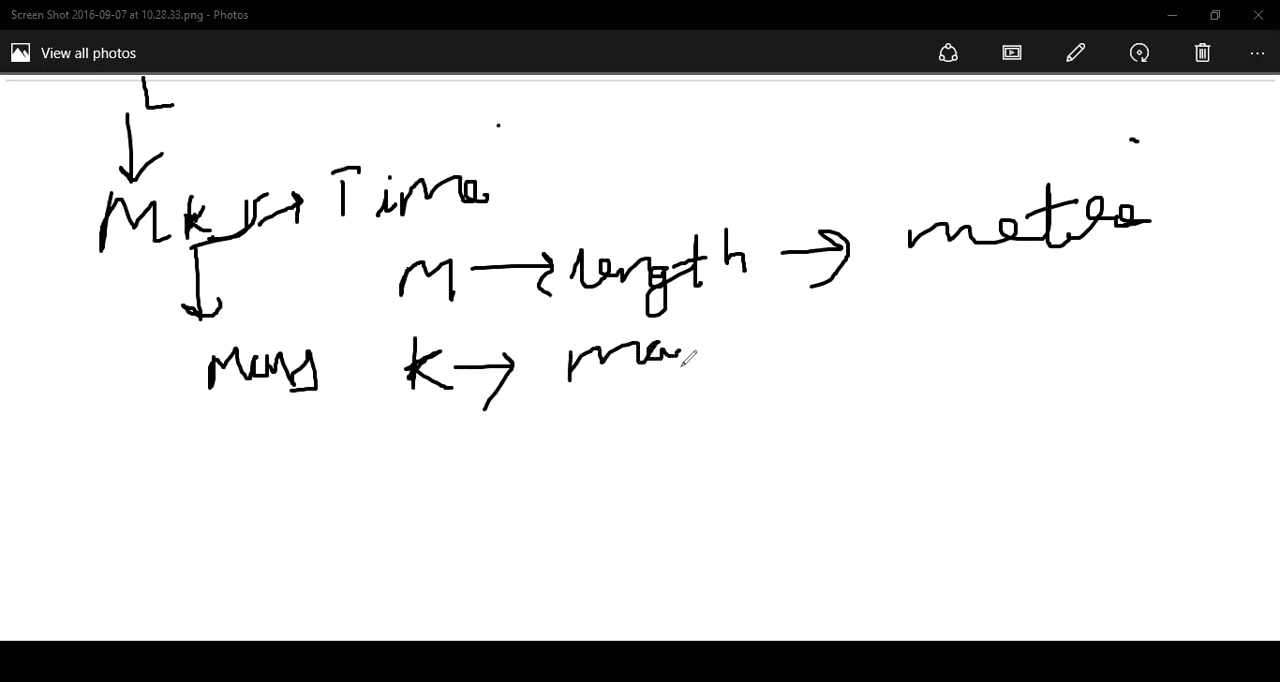 Screen Shot 2016-09-07 at 10.28.33.png - Photos
View all photos
L
MKS → Time
M → length → metre
Mass
K → ma